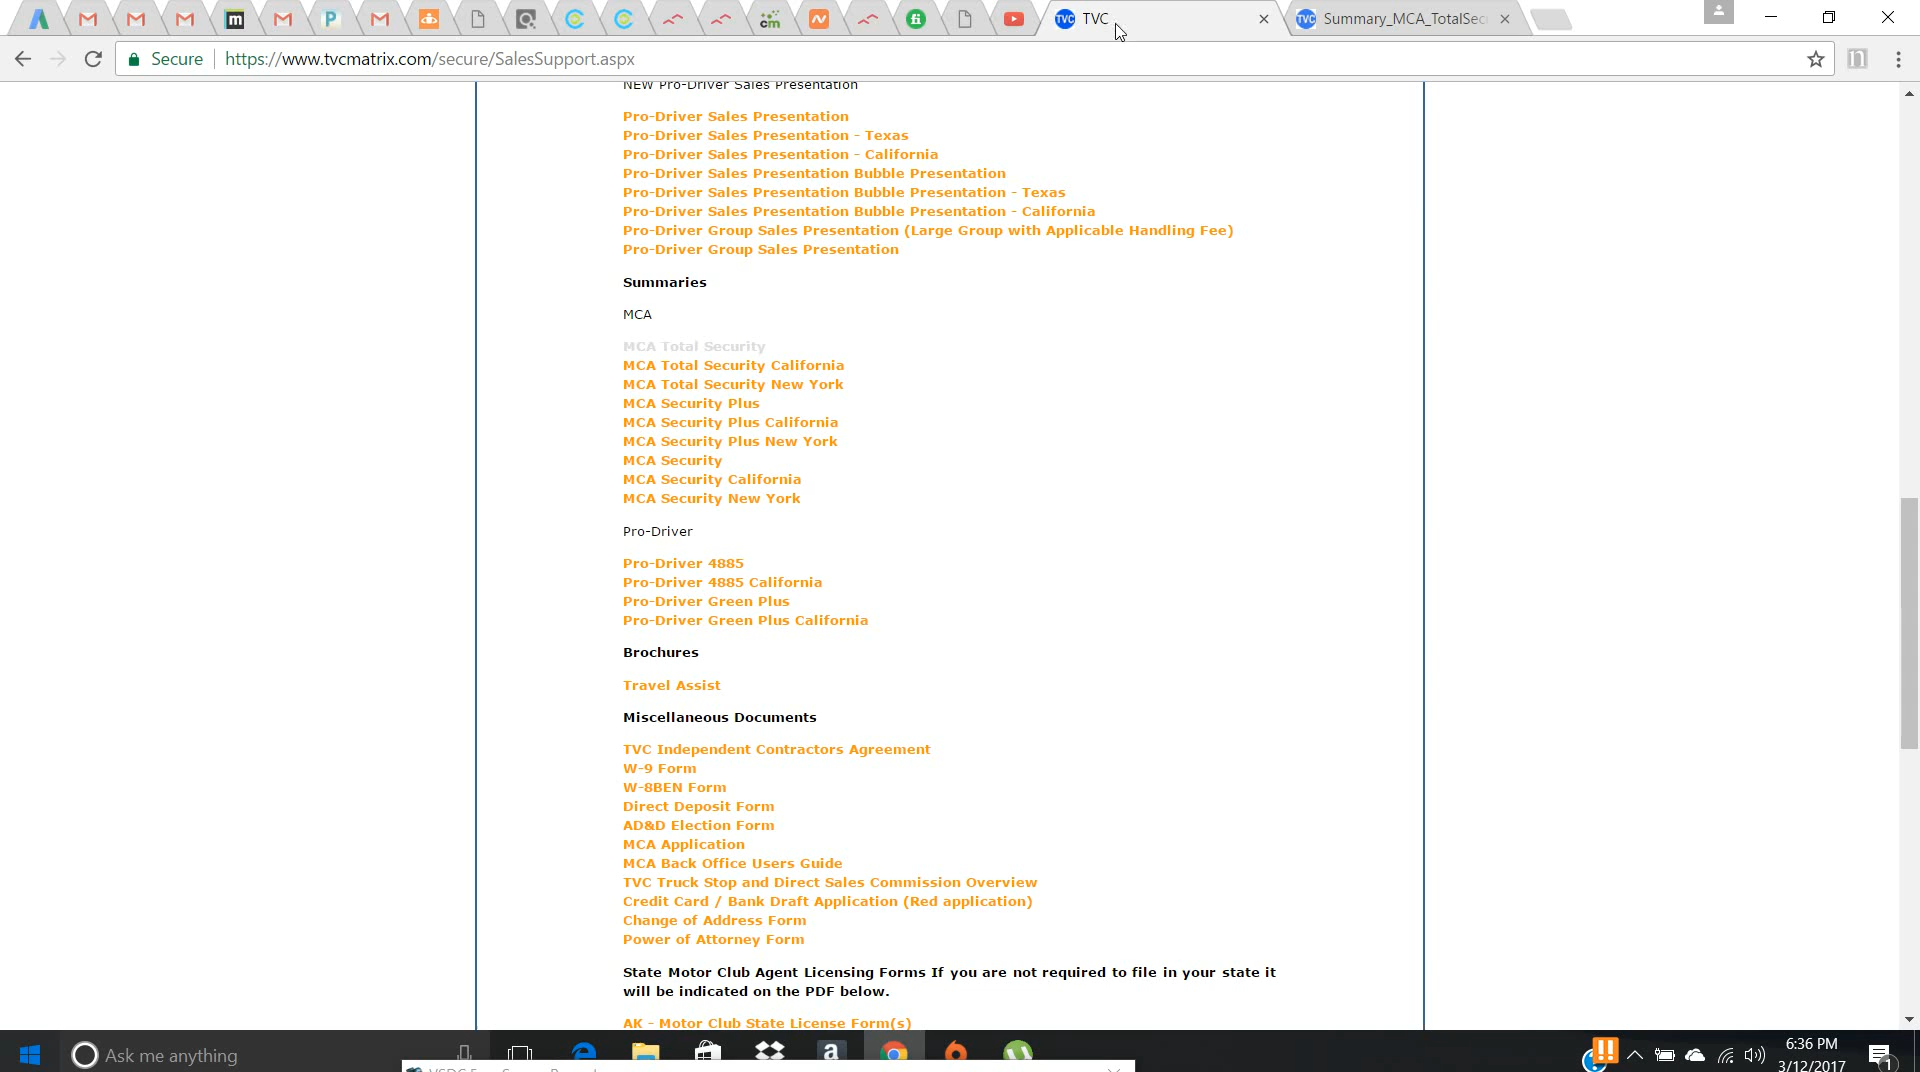 TVC
Summary_MCA_TotalSec
Secure
https://www.tvcmatrix.com/secure/SalesSupport.aspx
NEW Pro-Driver Sales Presentation
Pro-Driver Sales Presentation
Pro-Driver Sales Presentation - Texas
Pro-Driver Sales Presentation - California
Pro-Driver Sales Presentation Bubble Presentation
Pro-Driver Sales Presentation Bubble Presentation - Texas
Pro-Driver Sales Presentation Bubble Presentation - California
Pro-Driver Group Sales Presentation (Large Group with Applicable Handling Fee)
Pro-Driver Group Sales Presentation
Summaries
MCA
MCA Total Security
MCA Total Security California
MCA Total Security New York
MCA Security Plus
MCA Security Plus California
MCA Security Plus New York
MCA Security
MCA Security California
MCA Security New York
Pro-Driver
Pro-Driver 4885
Pro-Driver 4885 California
Pro-Driver Green Plus
Pro-Driver Green Plus California
Brochures
Travel Assist
Miscellaneous Documents
TVC Independent Contractors Agreement
W-9 Form
W-8BEN Form
Direct Deposit Form
AD&D Election Form
MCA Application
MCA Back Office Users Guide
TVC Truck Stop and Direct Sales Commission Overview
Credit Card / Bank Draft Application (Red application)
Change of Address Form
Power of Attorney Form
State Motor Club Agent Licensing Forms If you are not required to file in your state it
will be indicated on the PDF below.
AK - Motor Club State License Form(s)
Ask me anything
6:36 PM
3/12/2017
1